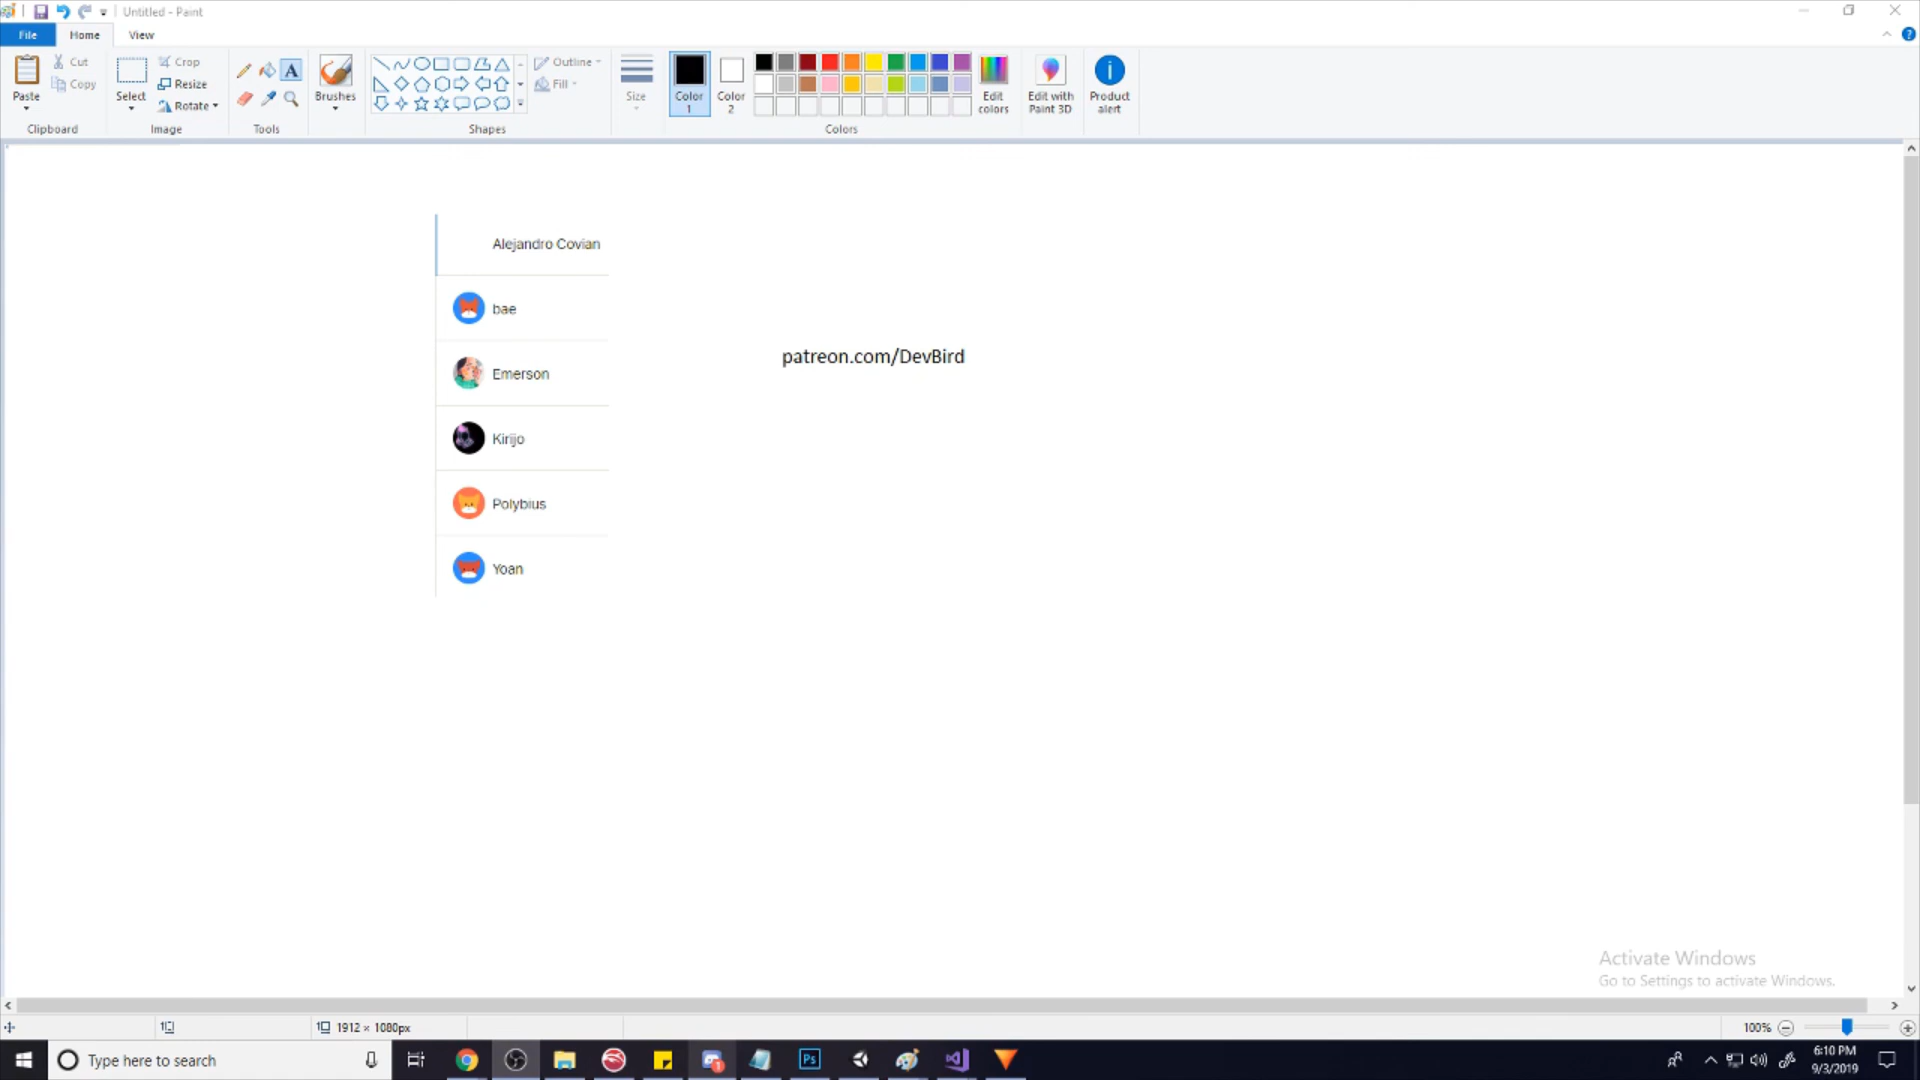 Untitled - Paint
File Home View
Paste
Cut
Copy
Clipboard
Select
Crop
Resize
Rotate
Image
A
Tools
Brushes
Shapes
Outline
Fill
Size
Color 1
Color 2
Colors
Edit colors
Edit with Paint 3D
Product alert
Alejandro Covian
bae
Emerson
Kirijo
Polybius
Yoan
patreon.com/DevBird
Activate Windows
Go to Settings to activate Windows.
1912 × 1080px
100%
Type here to search
Ps
6:10 PM
9/3/2019